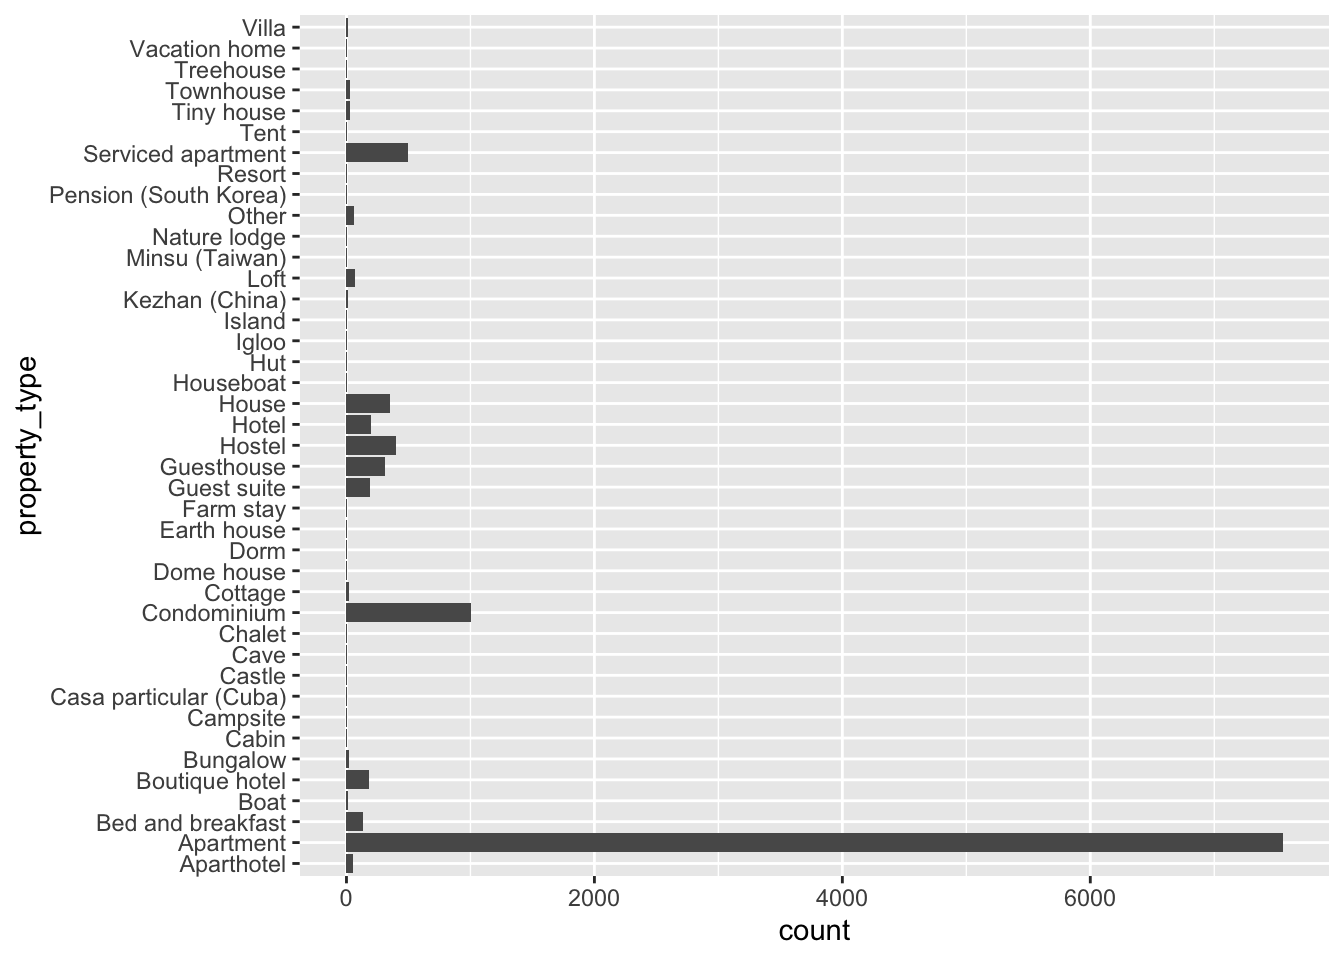 Villa
Vacation home
Treehouse
Townhouse
Tiny house
Tent
Serviced apartment
Resort
Pension (South Korea)
Other
Nature lodge
Minsu (Taiwan)
Loft
Kezhan (China)
Island
Igloo
Hut
Houseboat
House
Hotel
Hostel
Guesthouse
Guest suite
Farm stay
Earth house
Dorm
Dome house
Cottage
Condominium
Chalet
Cave
Castle
Casa particular (Cuba)
Campsite
Cabin
Bungalow
Boutique hotel
Boat
Bed and breakfast
Apartment
Aparthotel
property_type
0 2000 4000 6000
count